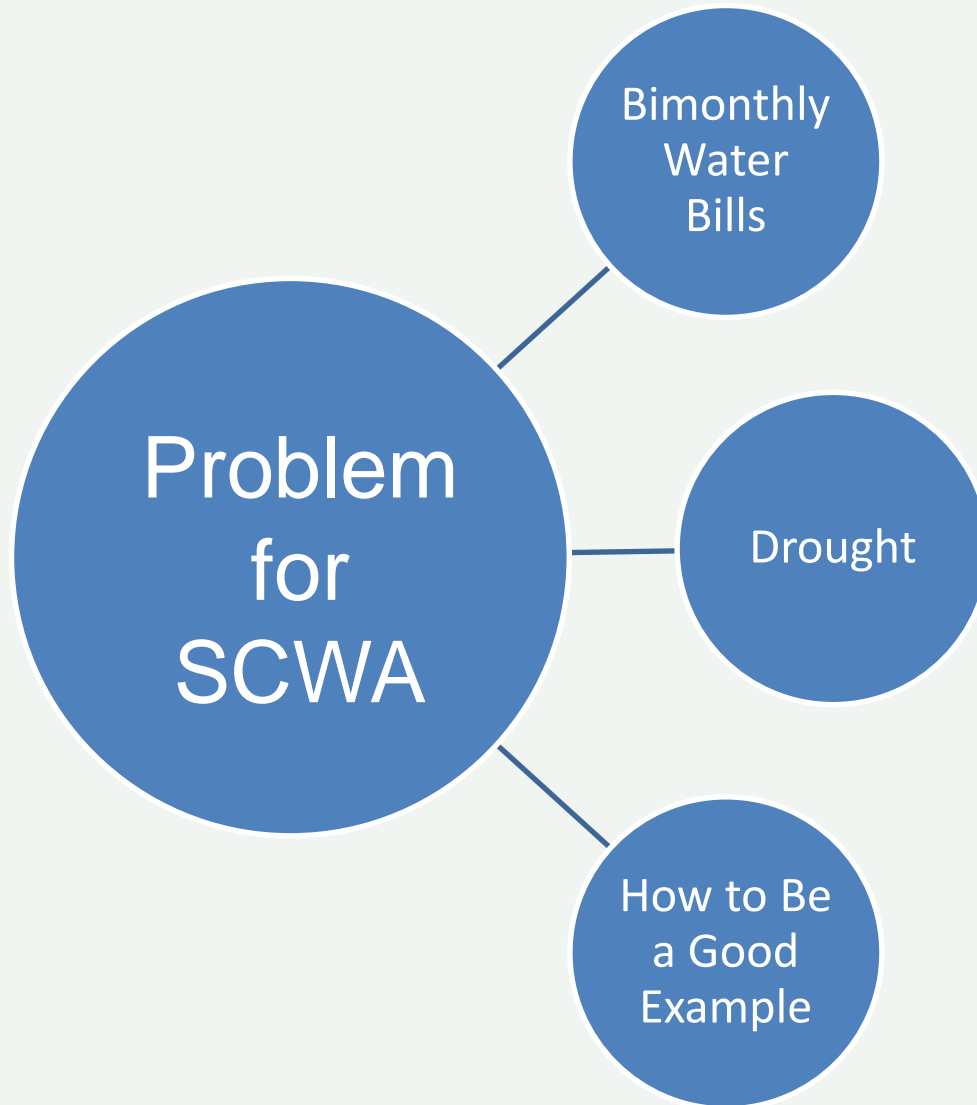 Problem
for
SCWA
Bimonthly
Water
Bills
Drought
How to Be
a Good
Example